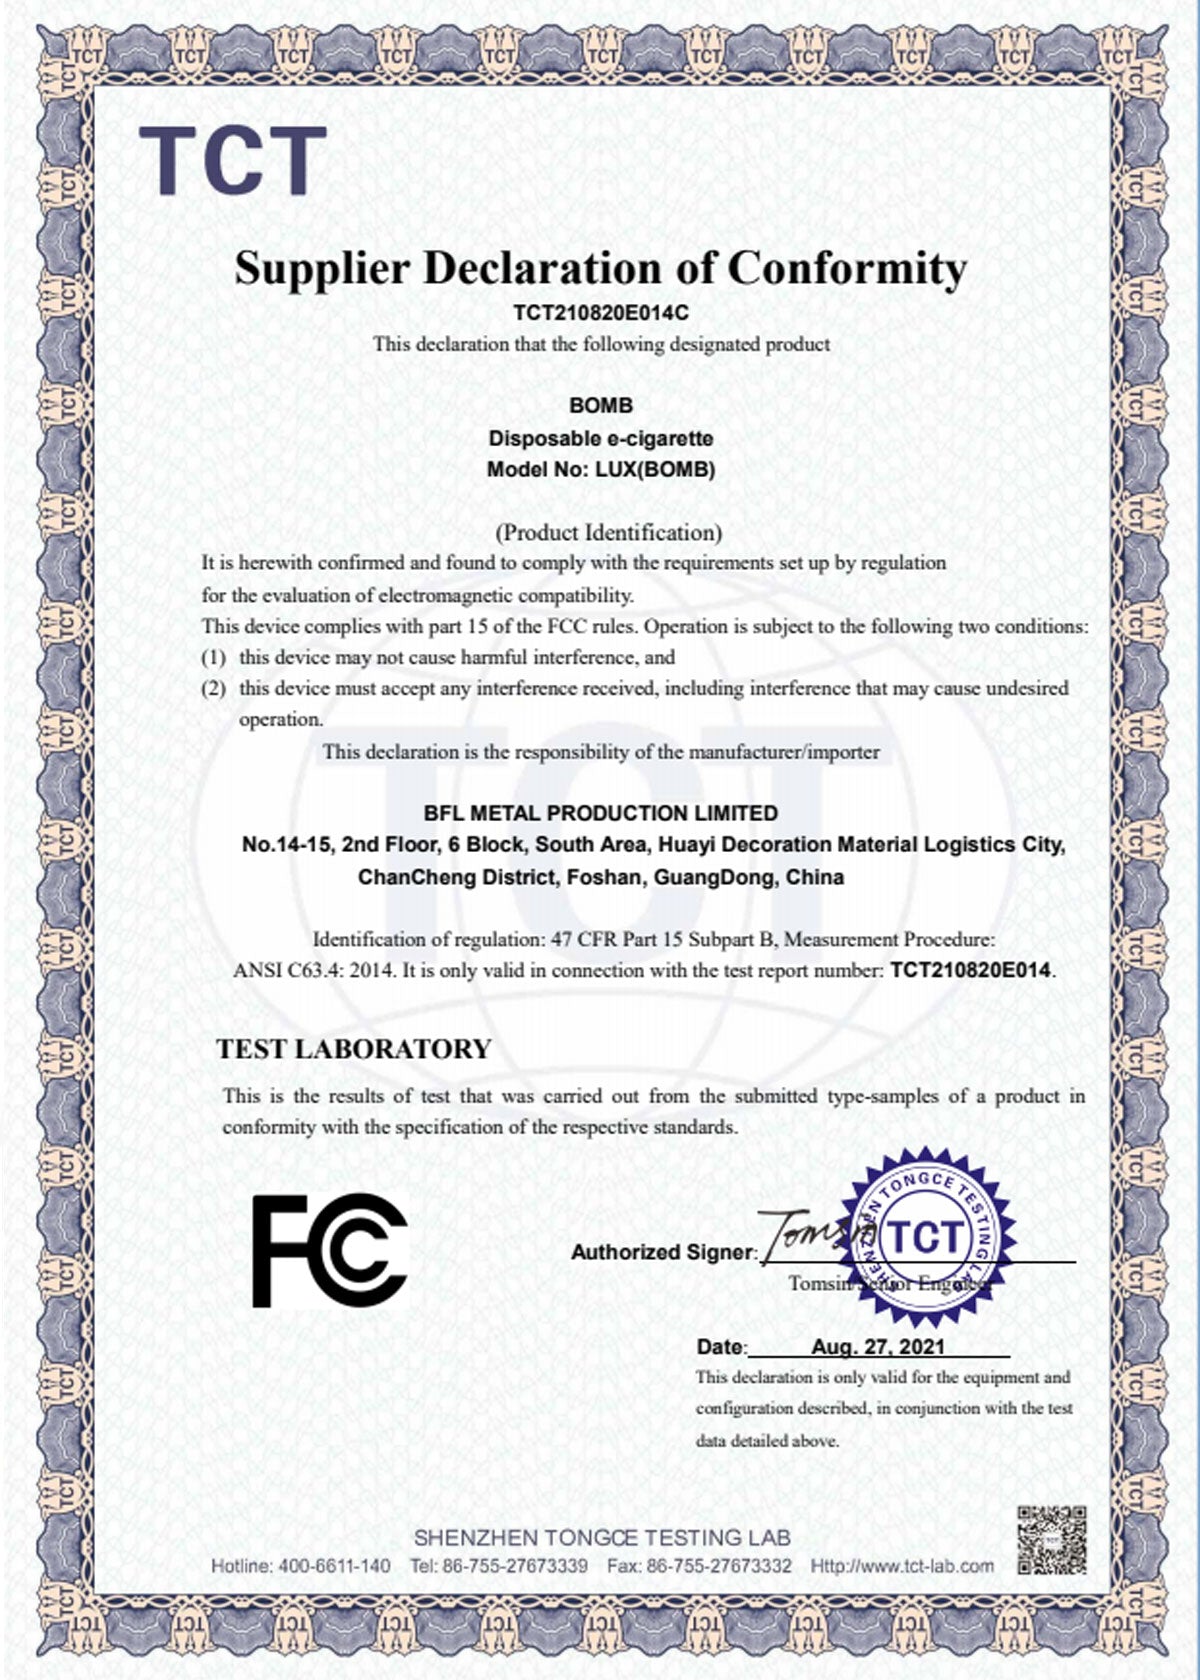 TCT
Supplier Declaration of Conformity
TCT210820E014C
This declaration that the following designated product
BOMB
Disposable e-cigarette
Model No: LUX(BOMB)
(Product Identification)
It is herewith confirmed and found to comply with the requirements set up by regulation
for the evaluation of electromagnetic compatibility.
This device complies with part 15 of the FCC rules. Operation is subject to the following two conditions:
(1) this device may not cause harmful interference, and
(2) this device must accept any interference received, including interference that may cause undesired
operation.
This declaration is the responsibility of the manufacturer/importer
BFL METAL PRODUCTION LIMITED
No.14-15, 2nd Floor, 6 Block, South Area, Huayi Decoration Material Logistics City,
ChanCheng District, Foshan, GuangDong, China
Identification of regulation: 47 CFR Part 15 Subpart B, Measurement Procedure:
ANSI C63.4: 2014. It is only valid in connection with the test report number: TCT210820E014.
TEST LABORATORY
This is the results of test that was carried out from the submitted type-samples of a product in
conformity with the specification of the respective standards.
FC
Authorized Signer: Tomsin
SHENZHEN TONGCE TESTING LAB
TCT
Tomsin/Senior Engineer
Date: Aug. 27, 2021
This declaration is only valid for the equipment and
configuration described, in conjunction with the test
data detailed above.
SHENZHEN TONGCE TESTING LAB
Hotline: 400-6611-140 Tel: 86-755-27673339 Fax: 86-755-27673332 Http://www.tct-lab.com